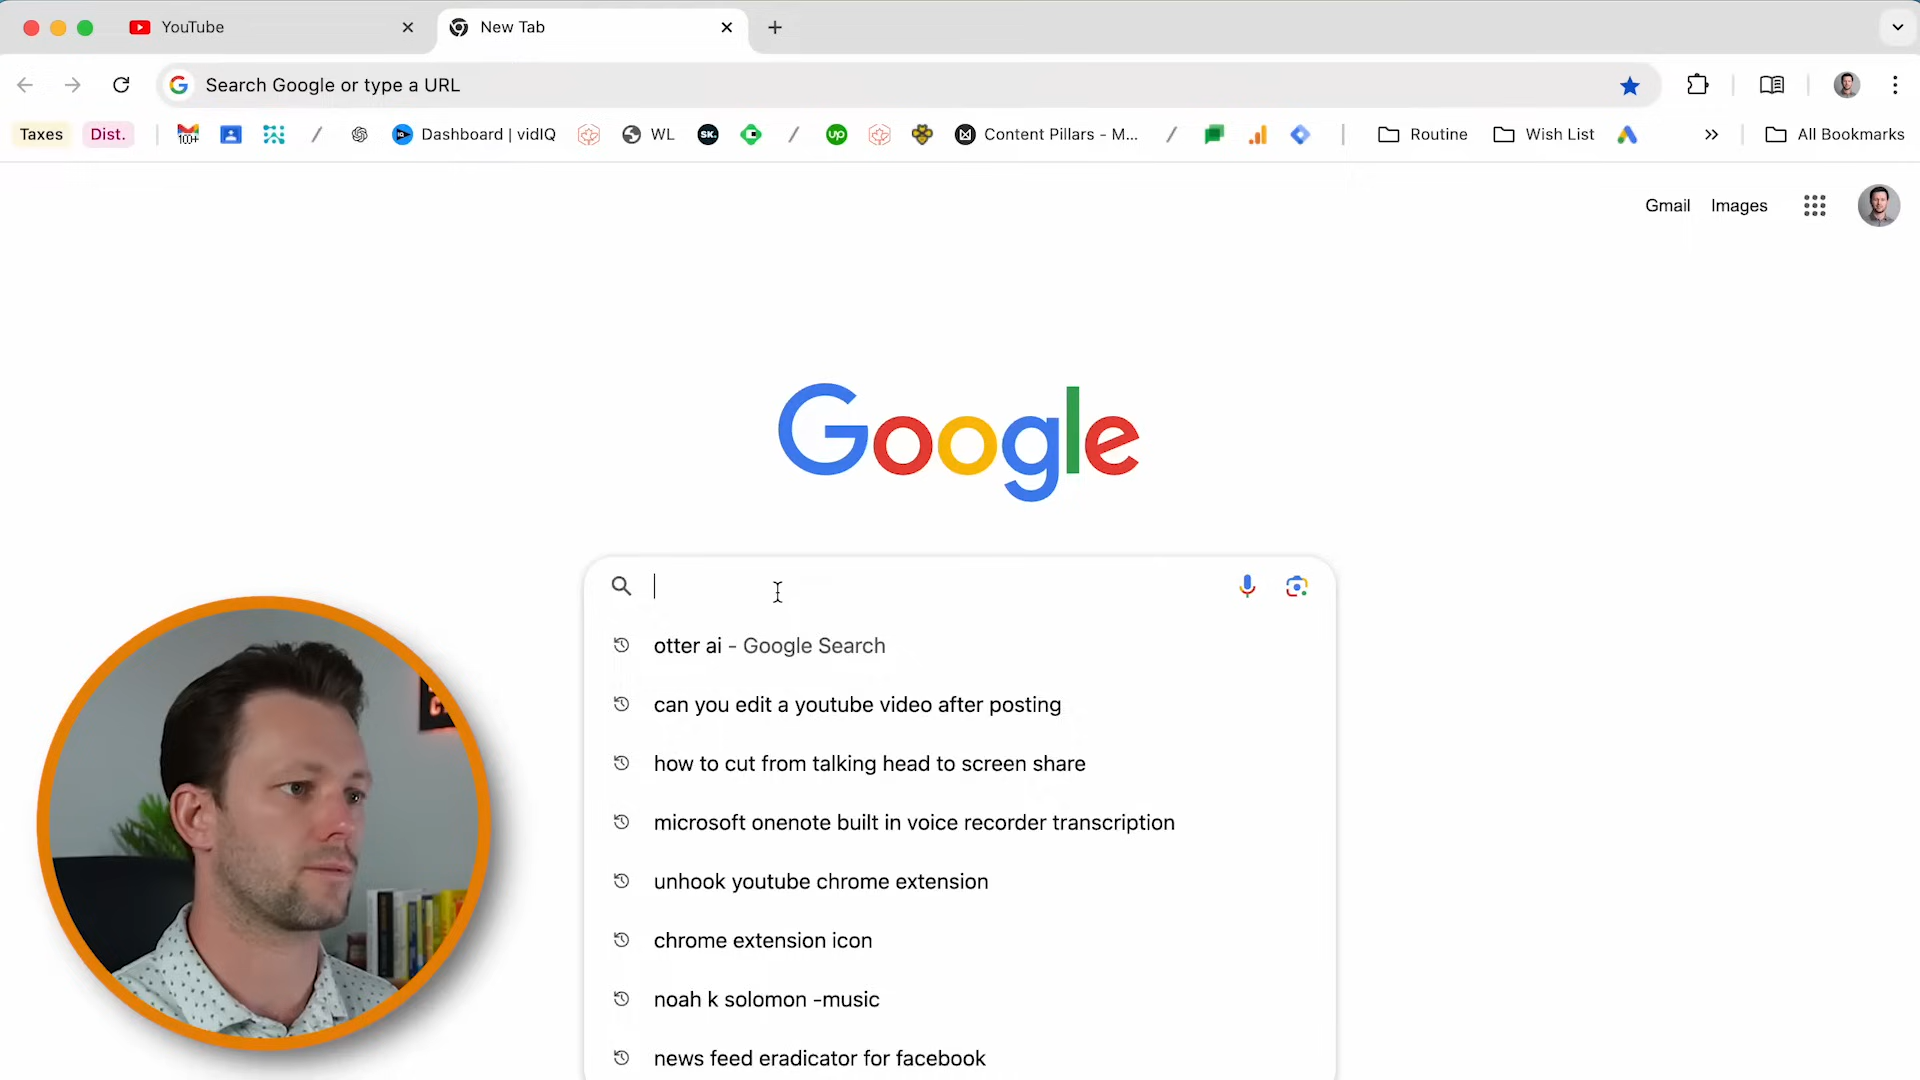 YouTube
New Tab
Search Google or type a URL
Taxes
Dist.
100+
Dashboard | vidIQ
WL
SK.
up
Content Pillars - M...
Routine
Wish List
All Bookmarks
Gmail
Images
Google
otter ai - Google Search
can you edit a youtube video after posting
how to cut from talking head to screen share
microsoft onenote built in voice recorder transcription
unhook youtube chrome extension
chrome extension icon
noah k solomon -music
news feed eradicator for facebook